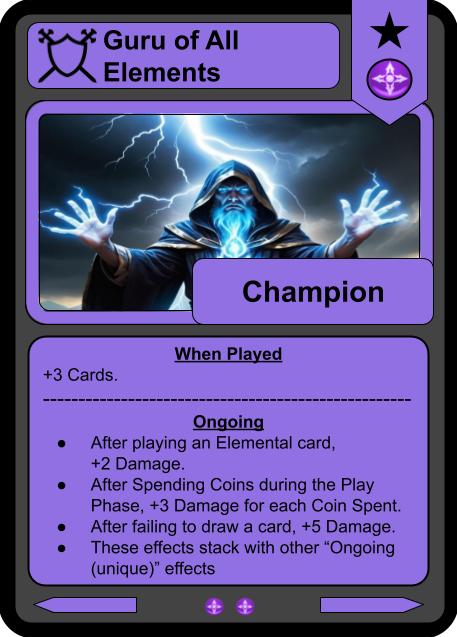 Guru of All
Elements
Champion
When Played
+3 Cards.
----------------------------------------------------
Ongoing
● After playing an Elemental card,
+2 Damage.
● After Spending Coins during the Play
Phase, +3 Damage for each Coin Spent.
● After failing to draw a card, +5 Damage.
● These effects stack with other “Ongoing
(unique)” effects